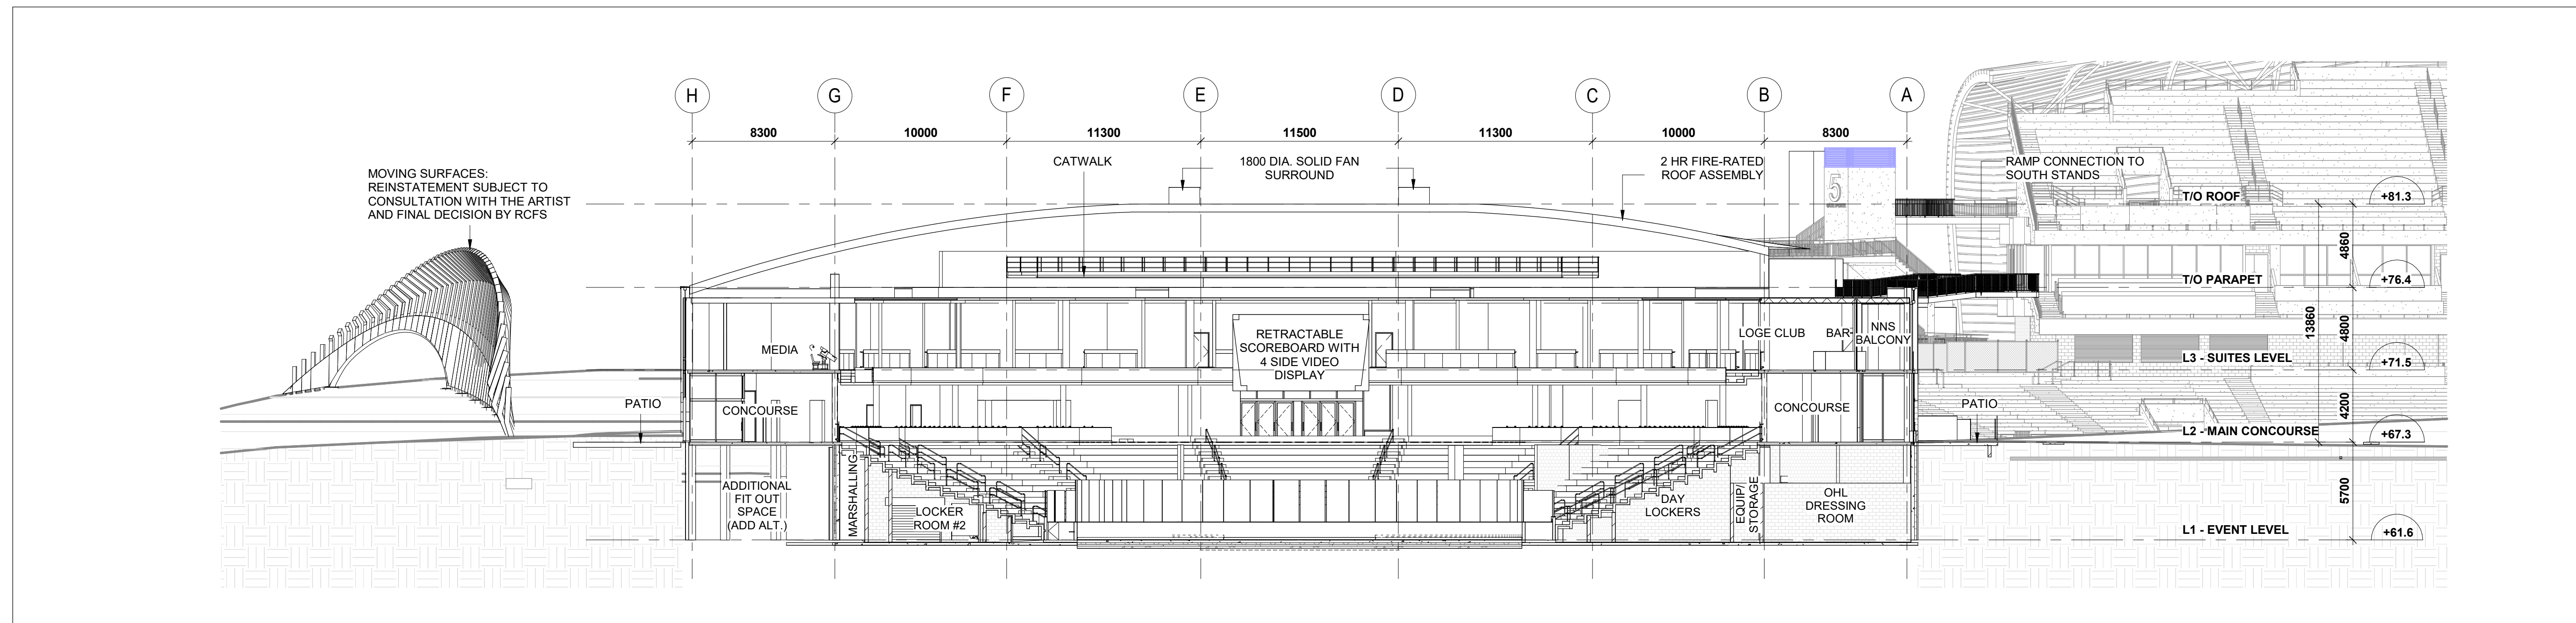 H
G
F
E
D
C
B
A
8300
10000
11300
11500
11300
10000
8300
MOVING SURFACES:
REINSTATEMENT SUBJECT TO
CONSULTATION WITH THE ARTIST
AND FINAL DECISION BY RCFS
CATWALK
1800 DIA. SOLID FAN
SURROUND
2 HR FIRE-RATED
ROOF ASSEMBLY
5
RAMP CONNECTION TO
SOUTH STANDS
T/O ROOF
+81.3
4860
T/O PARAPET
+76.4
13860
4800
MEDIA
RETRACTABLE
SCOREBOARD WITH
4 SIDE VIDEO
DISPLAY
LOGE CLUB
BAR
NNS
BALCONY
L3 - SUITES LEVEL
+71.5
4200
PATIO
CONCOURSE
CONCOURSE
PATIO
L2 - MAIN CONCOURSE
+67.3
5700
ADDITIONAL
FIT OUT
SPACE
(ADD ALT.)
MARSHALLING
LOCKER
ROOM #2
DAY
LOCKERS
EQUIP/
STORAGE
OHL
DRESSING
ROOM
L1 - EVENT LEVEL
+61.6